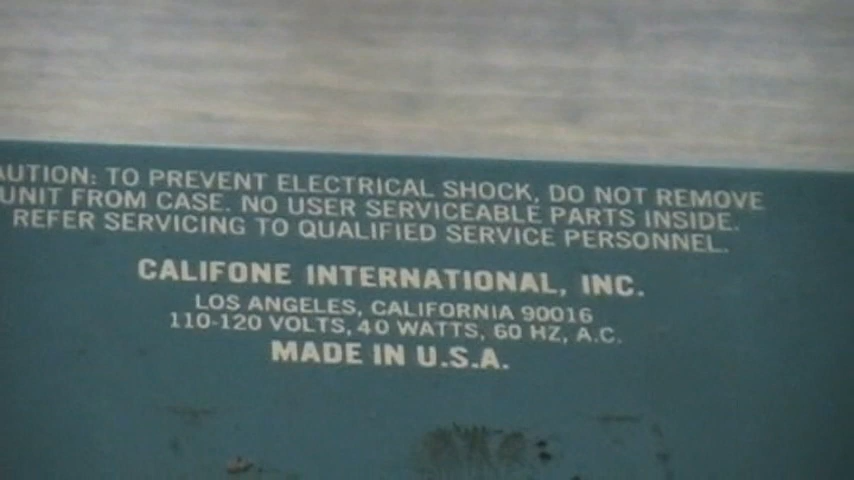 AUTION: TO PREVENT ELECTRICAL SHOCK, DO NOT REMOVE
UNIT FROM CASE. NO USER SERVICEABLE PARTS INSIDE.
REFER SERVICING TO QUALIFIED SERVICE PERSONNEL.
CALIFONE INTERNATIONAL, INC.
LOS ANGELES, CALIFORNIA 90016
110-120 VOLTS, 40 WATTS, 60 HZ, A.C.
MADE IN U.S.A.